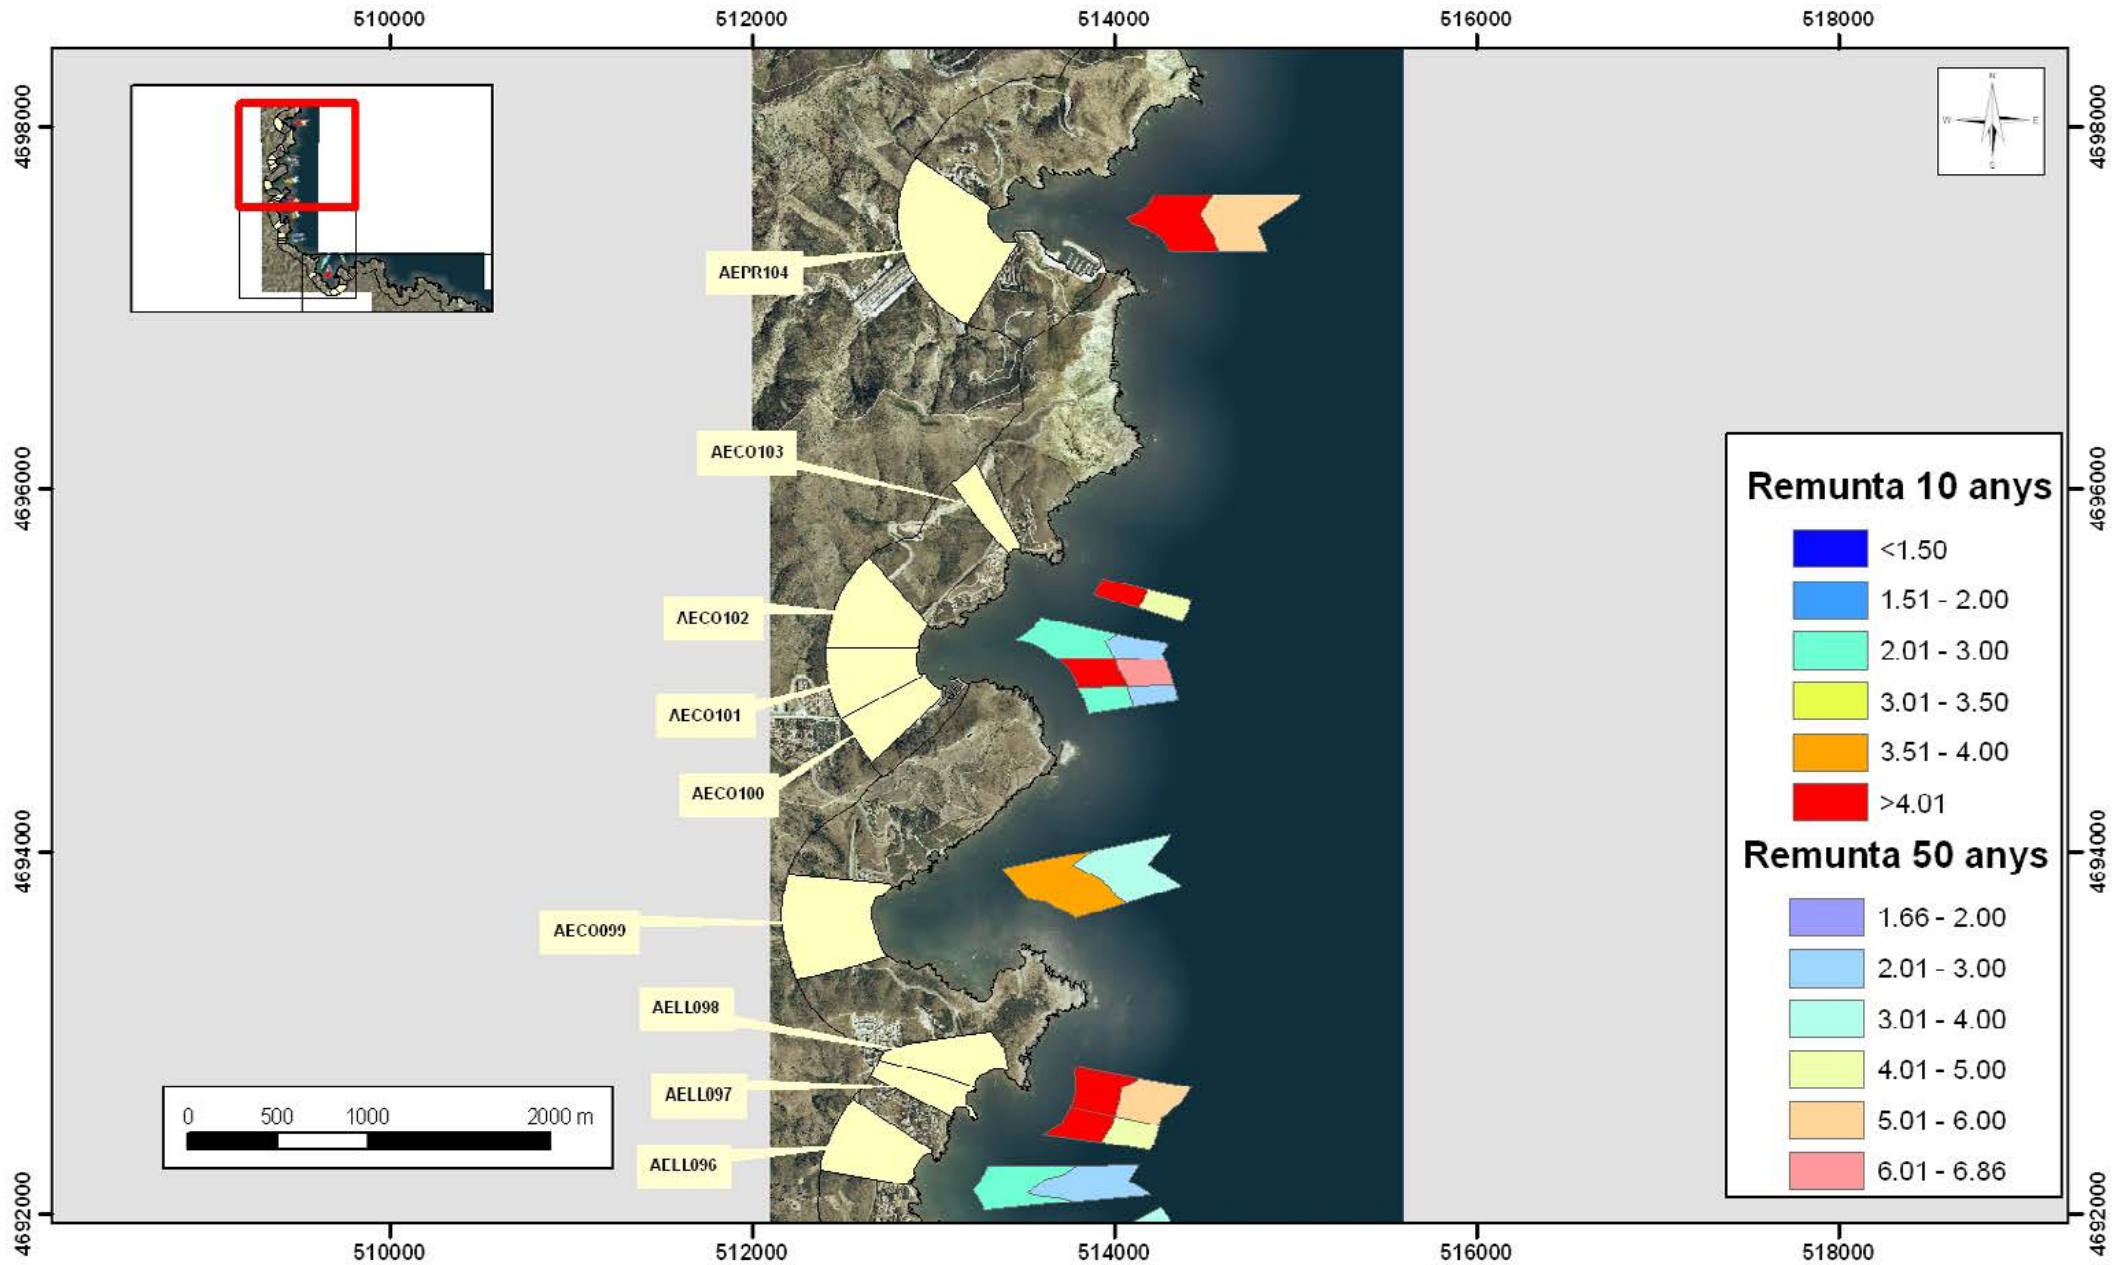 510000 512000 514000 516000 518000
4698000
4696000
4694000
4692000
N
W E
S
AEPR104
AECO103
AECO102
AECO101
AECO100
AECO099
AELL098
AELL097
AELL096
0 500 1000 2000 m
Remunta 10 anys
<1.50
1.51 - 2.00
2.01 - 3.00
3.01 - 3.50
3.51 - 4.00
>4.01
Remunta 50 anys
1.66 - 2.00
2.01 - 3.00
3.01 - 4.00
4.01 - 5.00
5.01 - 6.00
6.01 - 6.86
4698000
4696000
4694000
4692000
510000 512000 514000 516000 518000